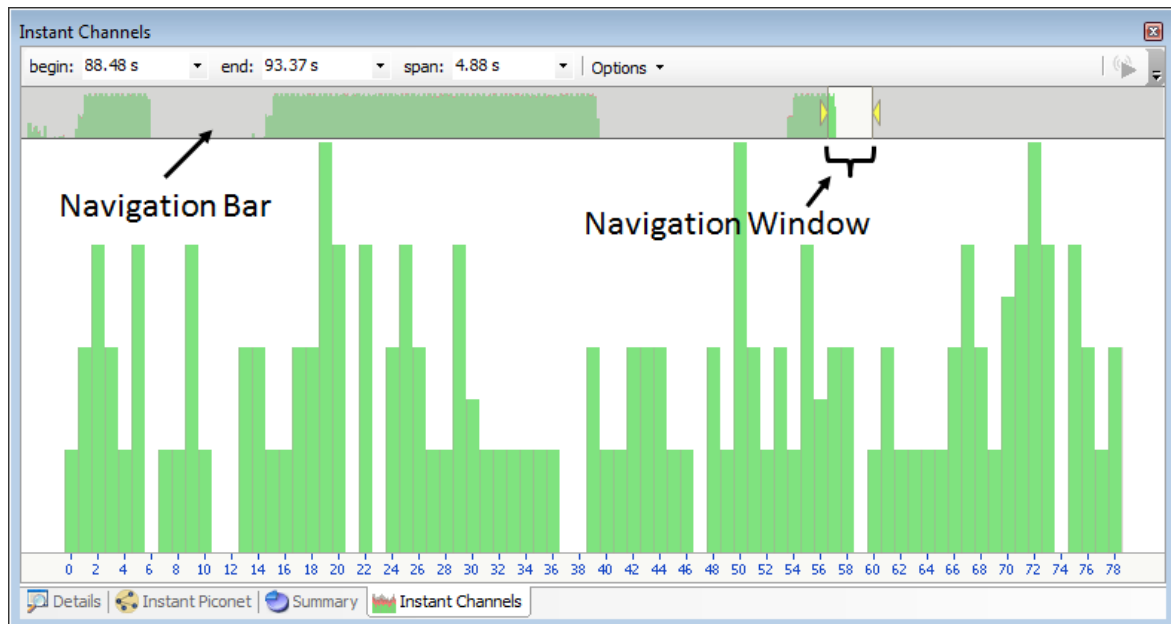 Instant Channels
begin: 88.48 s end: 93.37 s span: 4.88 s Options
Navigation Bar
Navigation Window
0 2 4 6 8 10 12 14 16 18 20 22 24 26 28 30 32 34 36 38 40 42 44 46 48 50 52 54 56 58 60 62 64 66 68 70 72 74 76 78
Details Instant Piconet Summary Instant Channels